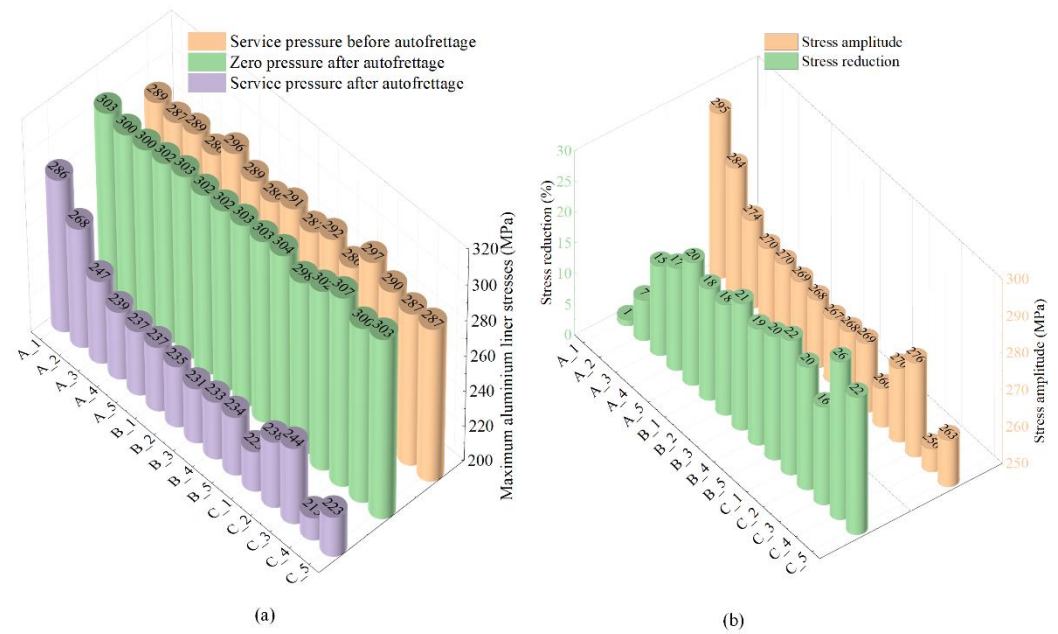 Service pressure before autofrettage
Zero pressure after autofrettage
Service pressure after autofrettage
289
287
289
296
289
291
292
297
290
287
287
303
300
300
302
303
302
302
303
303
304
298
302
307
306
303
286
268
247
239
237
237
235
231
233
234
238
244
223
320
300
280
260
240
220
200
Maximum aluminium liner stresses (MPa)
A_1
A_2
A_3
A_4
A_5
B_1
B_2
B_3
B_4
B_5
C_1
C_2
C_3
C_4
C_5
(a)
Stress amplitude
Stress reduction
295
284
274
270
270
269
268
267
268
269
276
256
263
1
7
15
20
18
18
21
19
20
22
20
16
26
22
30
25
20
15
10
5
0
Stress reduction (%)
300
290
280
270
260
250
Stress amplitude (MPa)
A_1
A_2
A_3
A_4
A_5
B_1
B_2
B_3
B_4
B_5
C_1
C_2
C_3
C_4
C_5
(b)